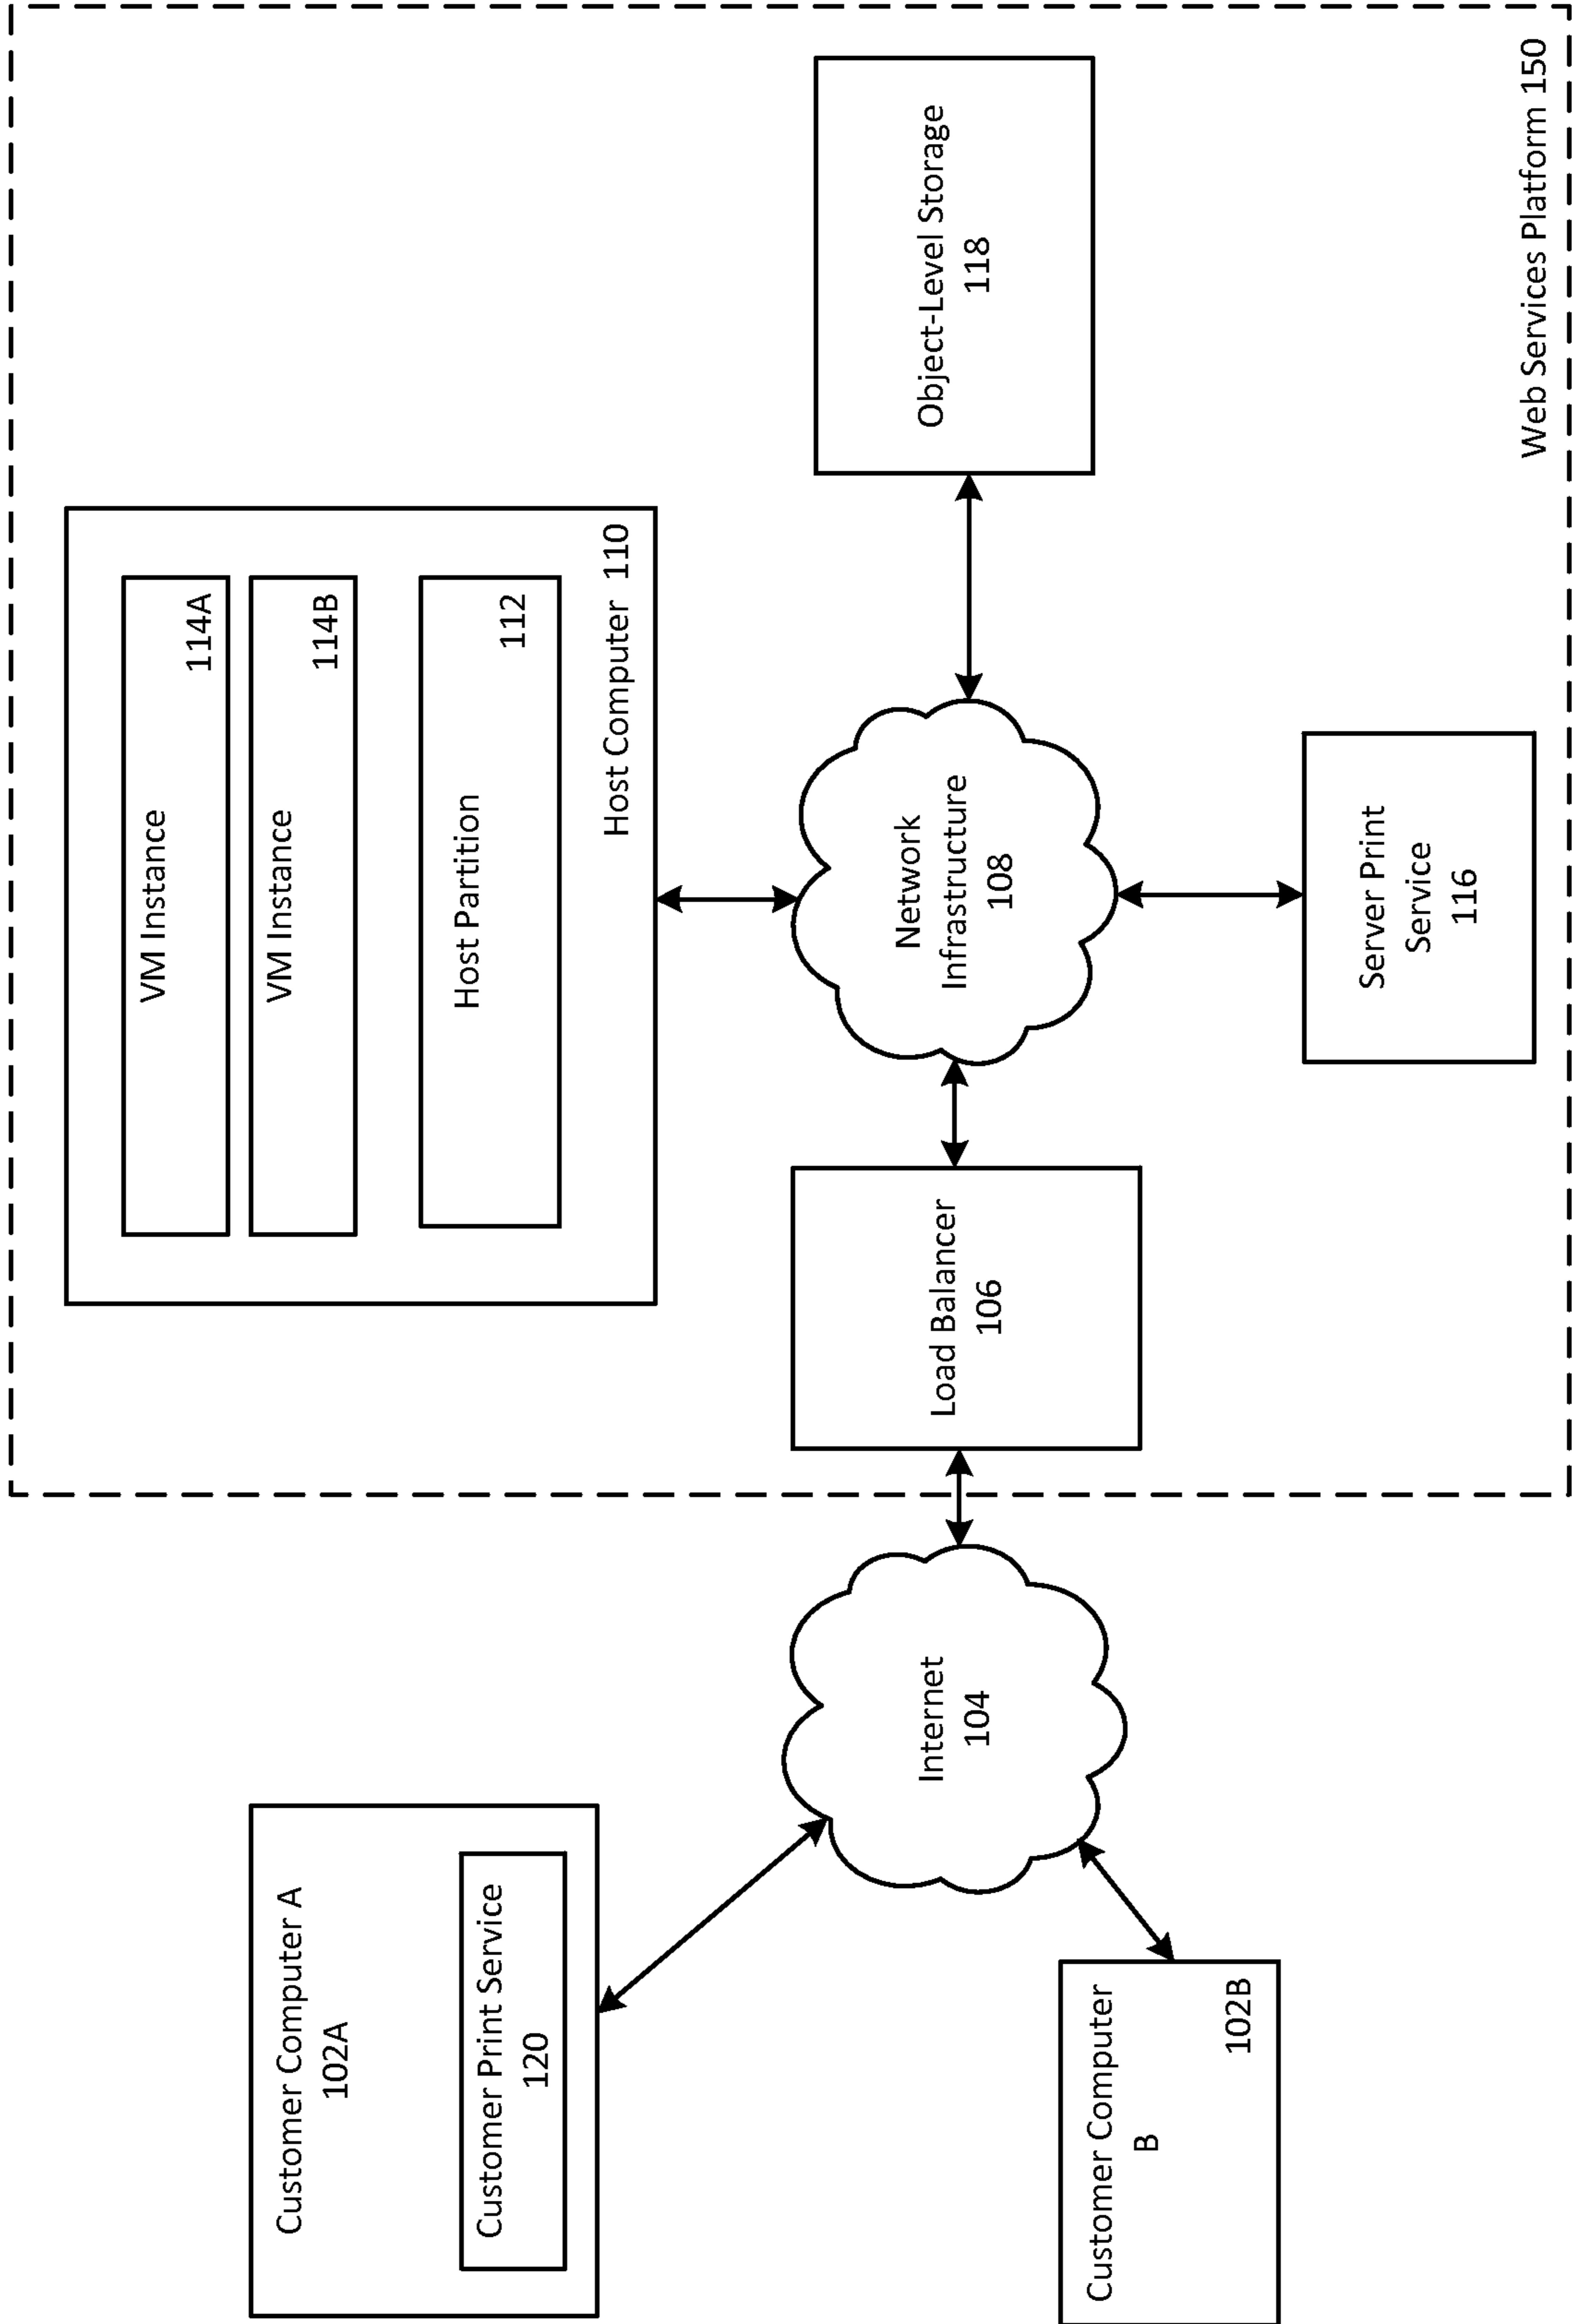 Customer Computer A
102A
Customer Print Service
120
Customer Computer
B
102B
Internet
104
Load Balancer
106
VM Instance
114A
VM Instance
114B
Host Partition
112
Host Computer 110
Network
Infrastructure
108
Server Print
Service
116
Object-Level Storage
118
Web Services Platform 150